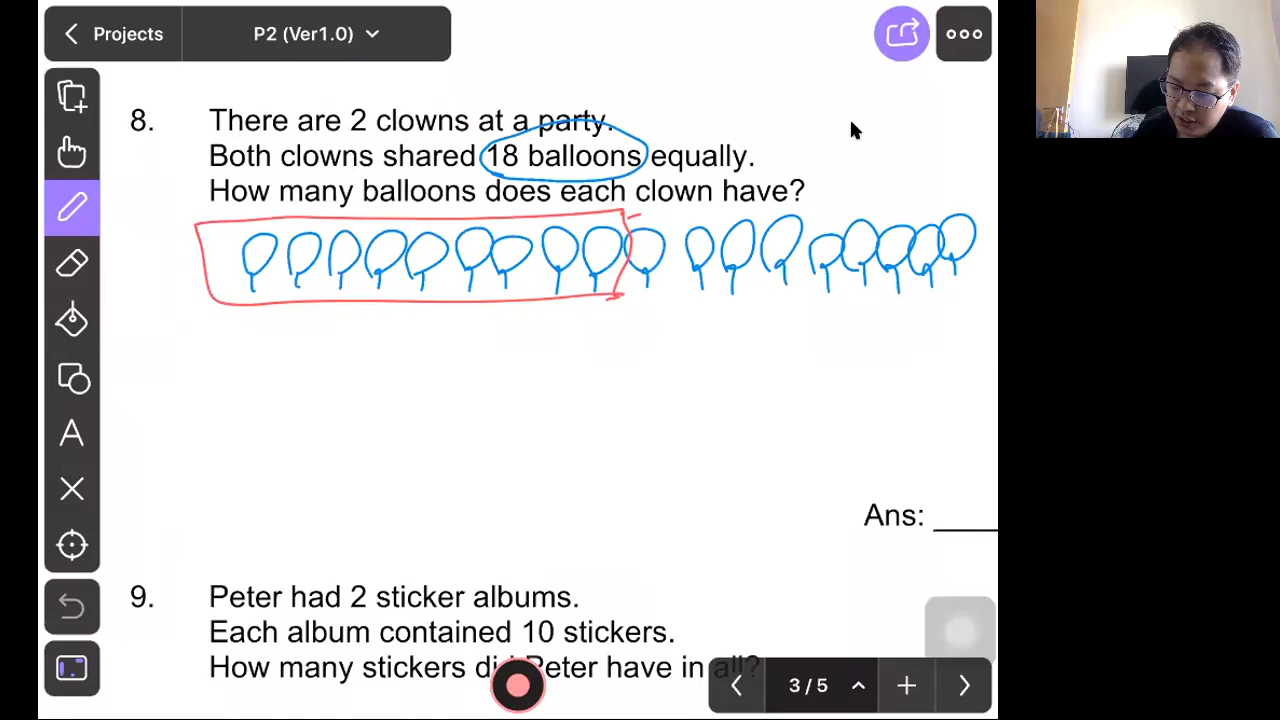 Projects
P2 (Ver1.0)
8. There are 2 clowns at a party.
Both clowns shared 18 balloons equally.
How many balloons does each clown have?
A
Ans:
9. Peter had 2 sticker albums.
Each album contained 10 stickers.
How many stickers did Peter have in all?
3 / 5